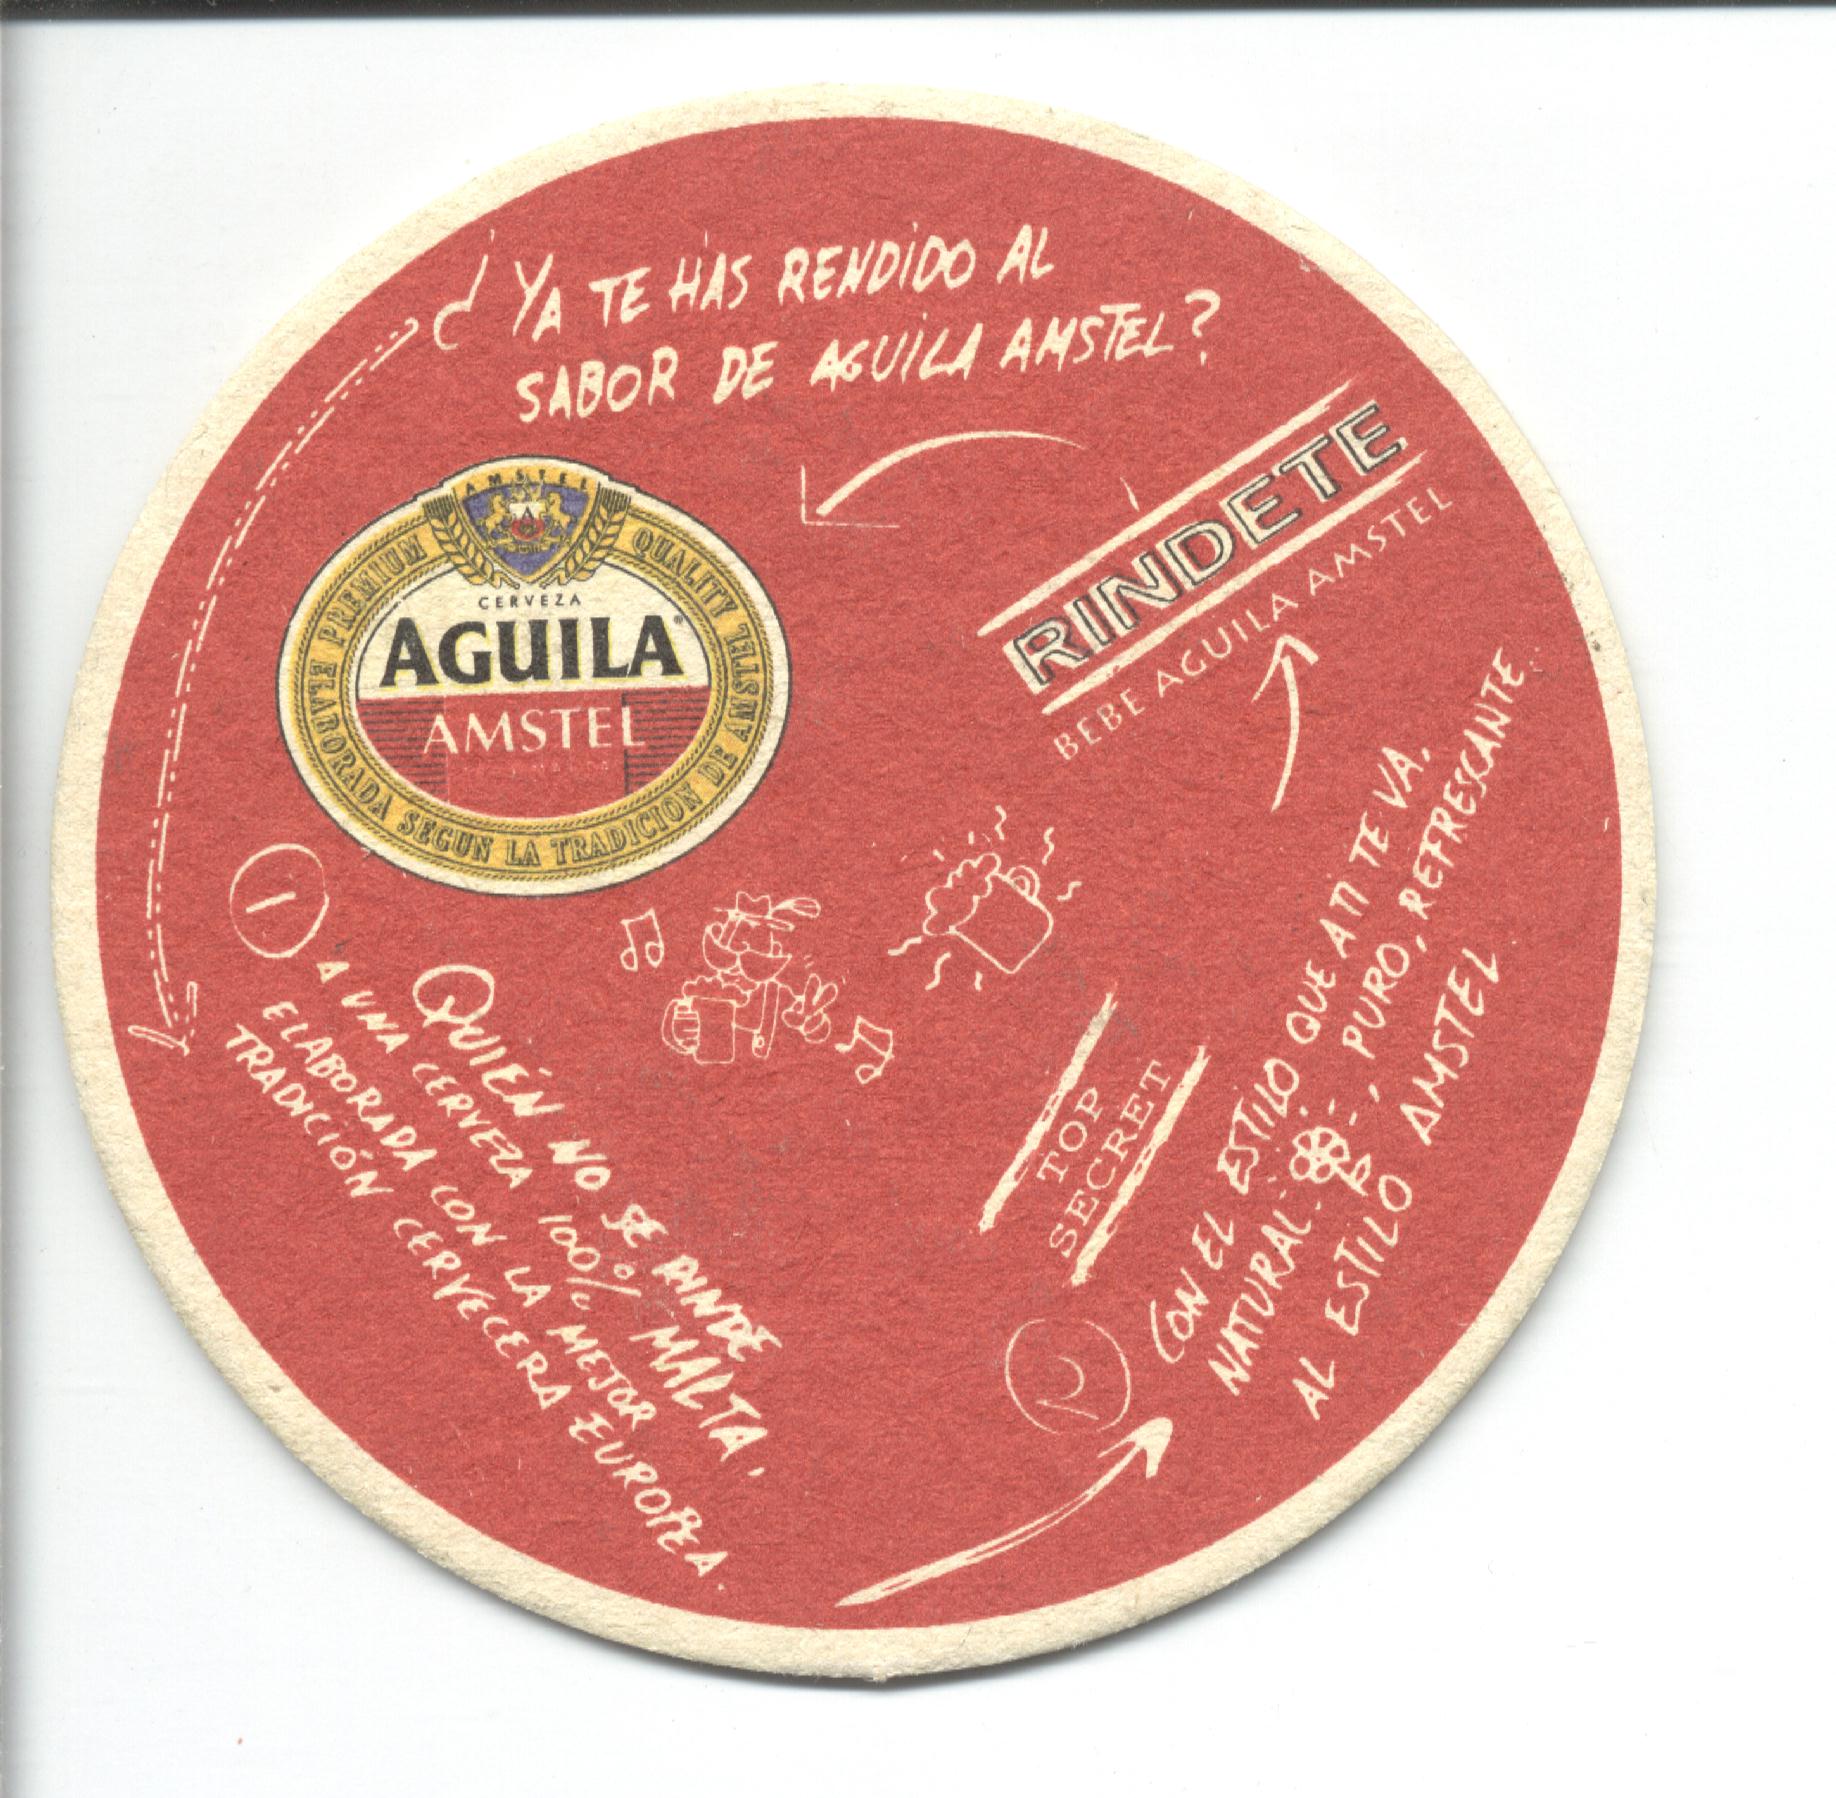 ¿YA TE HAS RENDIDO AL
SABOR DE AGUILA AMSTEL?
AMSTEL
ELABORADA SEGUN LA TRADICION DE AMSTEL
PREMIUM QUALITY
CERVEZA
AGUILA
AMSTEL
RINDETE
BEBE AGUILA AMSTEL
1
QUIÉN NO SE RINDE
A UNA CERVEZA 100% MALTA,
ELABORADA CON LA MEJOR
TRADICIÓN CERVECERA EUROPEA.
TOP
SECRET
2
CON EL ESTILO QUE A TI TE VA.
NATURAL, PURO, REFRESCANTE.
AL ESTILO AMSTEL